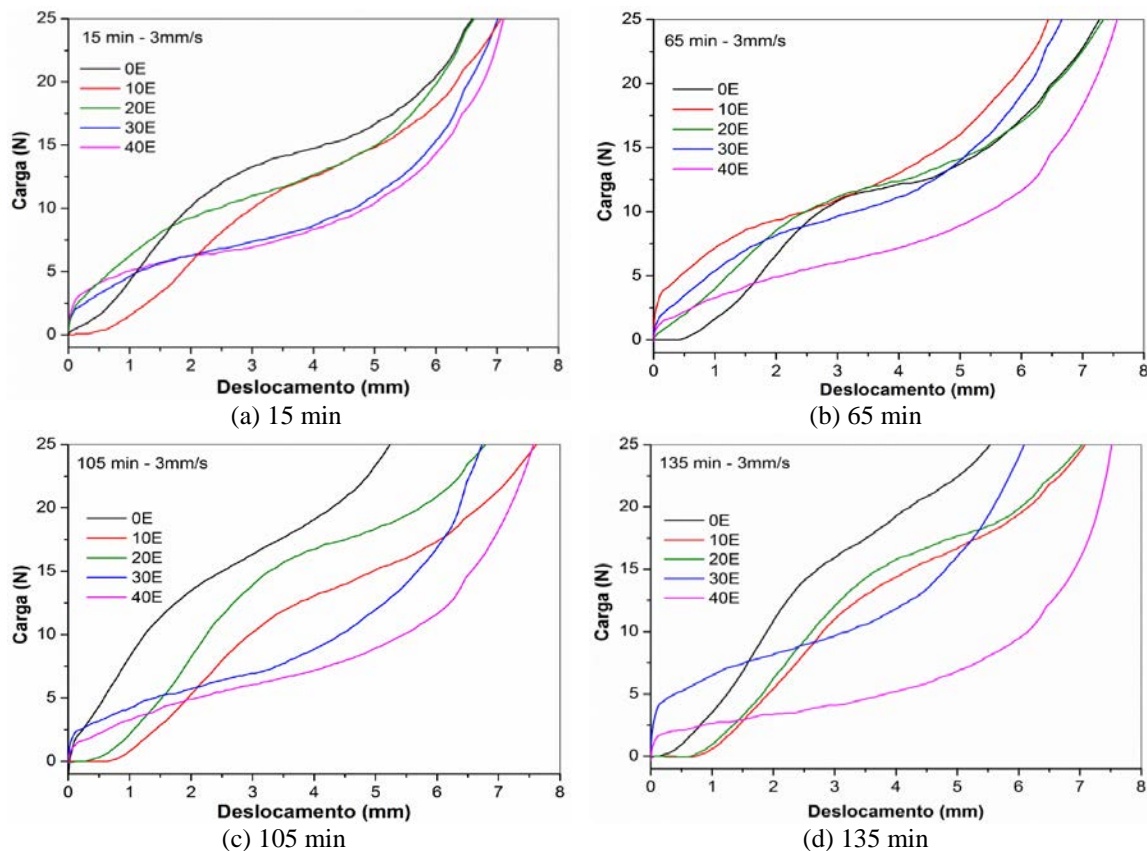 15 min - 3mm/s
0E
10E
20E
30E
40E
Carga (N)
25
20
15
10
5
0
0 1 2 3 4 5 6 7 8
Deslocamento (mm)
(a) 15 min
65 min - 3mm/s
0E
10E
20E
30E
40E
Carga (N)
25
20
15
10
5
0
0 1 2 3 4 5 6 7 8
Deslocamento (mm)
(b) 65 min
105 min - 3mm/s
0E
10E
20E
30E
40E
Carga (N)
25
20
15
10
5
0
0 1 2 3 4 5 6 7 8
Deslocamento (mm)
(c) 105 min
135 min - 3mm/s
0E
10E
20E
30E
40E
Carga (N)
25
20
15
10
5
0
0 1 2 3 4 5 6 7 8
Deslocamento (mm)
(d) 135 min